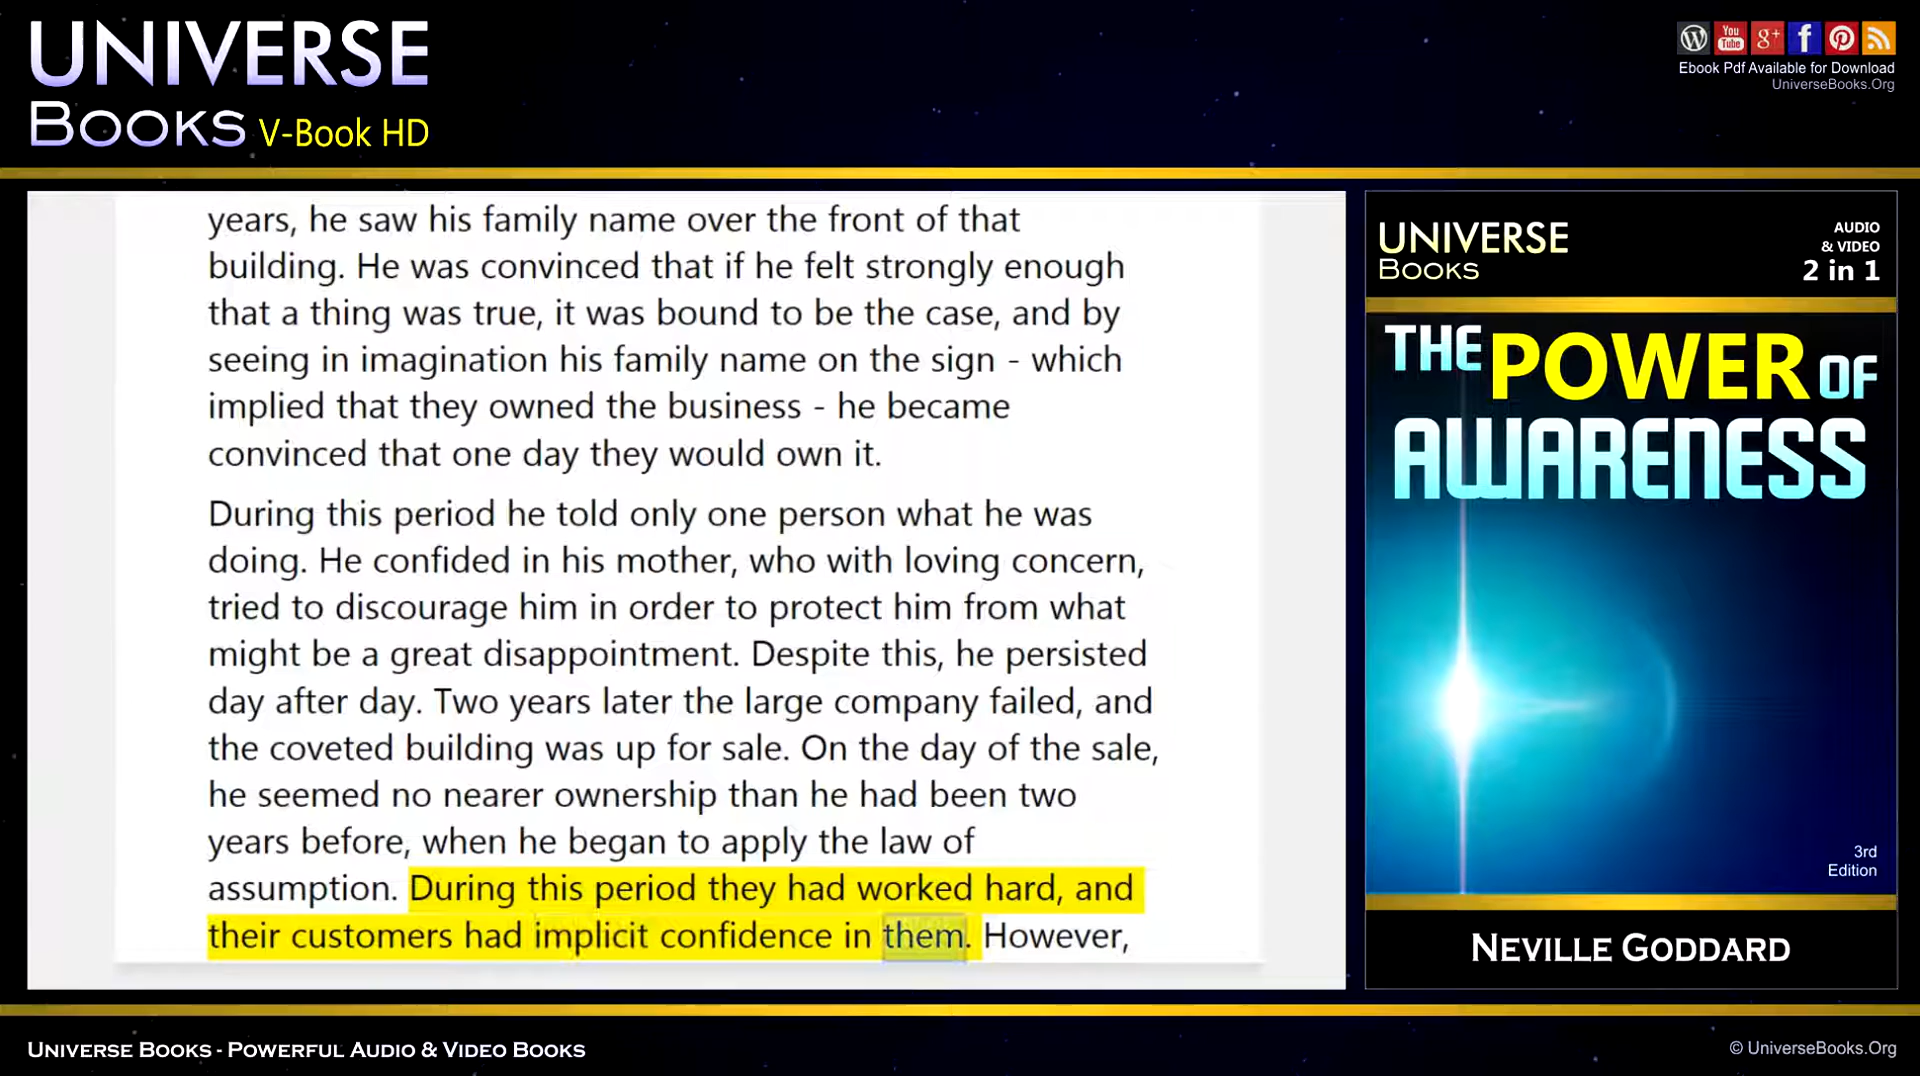 UNIVERSE
BOOKS V-Book HD
You
Tube
g+
f
Ebook Pdf Available for Download
UniverseBooks.Org
years, he saw his family name over the front of that
building. He was convinced that if he felt strongly enough
that a thing was true, it was bound to be the case, and by
seeing in imagination his family name on the sign - which
implied that they owned the business - he became
convinced that one day they would own it.
During this period he told only one person what he was
doing. He confided in his mother, who with loving concern,
tried to discourage him in order to protect him from what
might be a great disappointment. Despite this, he persisted
day after day. Two years later the large company failed, and
the coveted building was up for sale. On the day of the sale,
he seemed no nearer ownership than he had been two
years before, when he began to apply the law of
assumption. During this period they had worked hard, and
their customers had implicit confidence in them. However,
UNIVERSE
BOOKS
AUDIO
& VIDEO
2 in 1
THE POWER OF
AWARENESS
3rd
Edition
NEVILLE GODDARD
UNIVERSE BOOKS - POWERFUL AUDIO & VIDEO BOOKS
© UniverseBooks.Org